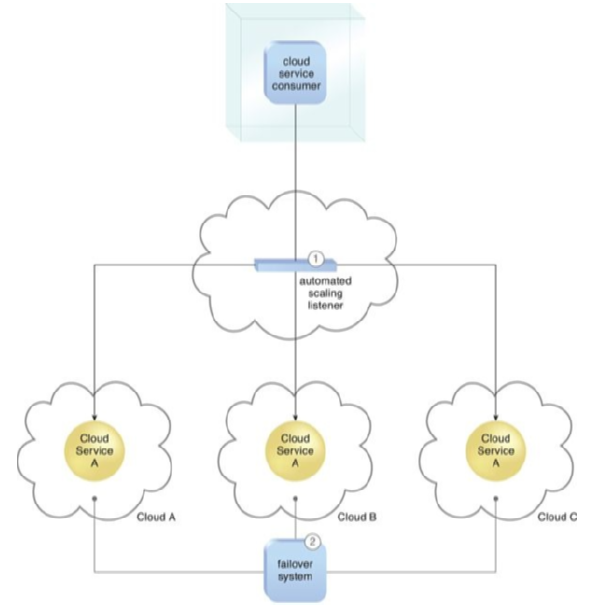 cloud
service
consumer
1
automated
scaling
listener
Cloud
Service
A
Cloud
Service
A
Cloud
Service
A
Cloud A
Cloud B
Cloud C
2
failover
system